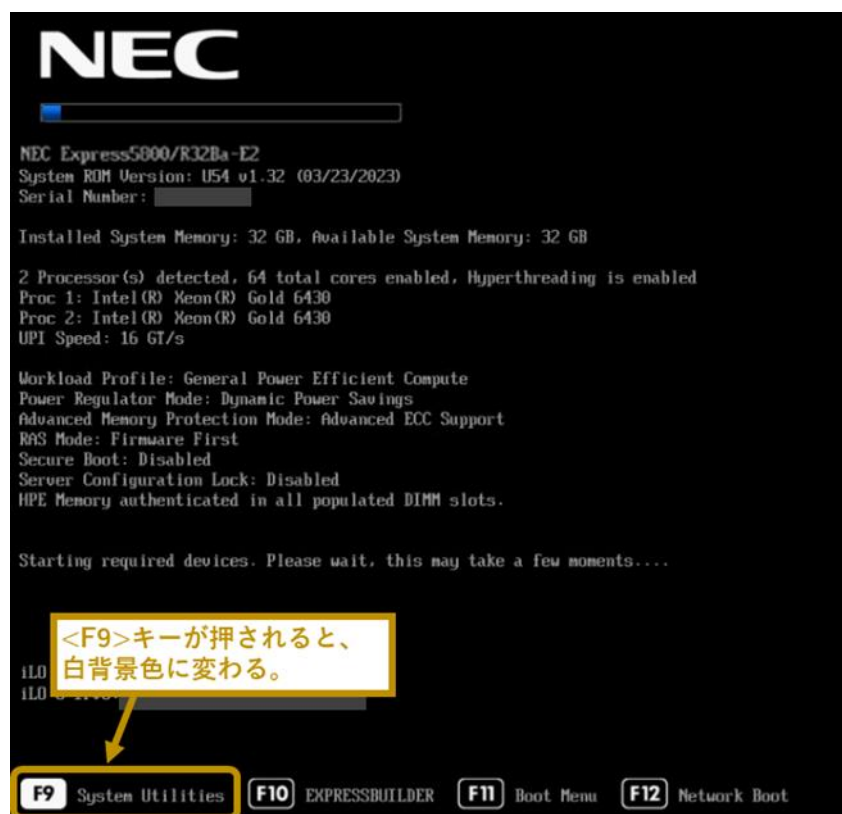 NEC
NEC Express5800/R32Ba-E2
System ROM Version: U54 v1.32 (03/23/2023)
Serial Number:
Installed System Memory: 32 GB, Available System Memory: 32 GB
2 Processor(s) detected, 64 total cores enabled, Hyperthreading is enabled
Proc 1: Intel(R) Xeon(R) Gold 6430
Proc 2: Intel(R) Xeon(R) Gold 6430
UPI Speed: 16 GT/s
Workload Profile: General Power Efficient Compute
Power Regulator Mode: Dynamic Power Savings
Advanced Memory Protection Mode: Advanced ECC Support
RAS Mode: Firmware First
Secure Boot: Disabled
Server Configuration Lock: Disabled
HPE Memory authenticated in all populated DIMM slots.
Starting required devices. Please wait, this may take a few moments....
<F9>キーが押されると、
白背景色に変わる。
iLO
iLO
F9 System Utilities F10 EXPRESSBUILDER F11 Boot Menu F12 Network Boot